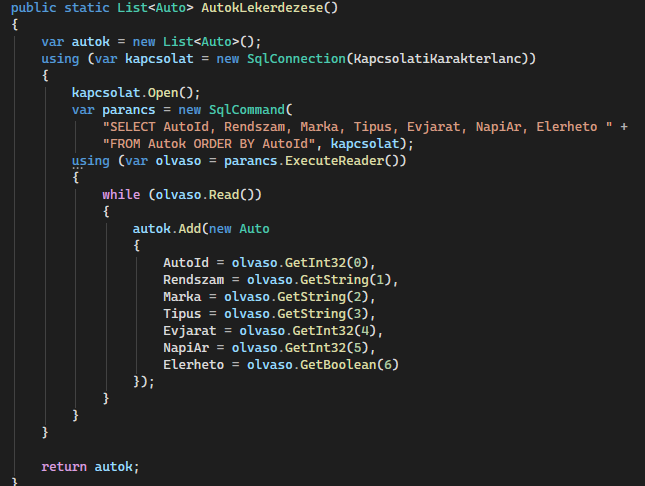 public static List<Auto> AutokLekerdezese()
{
var autok = new List<Auto>();
using (var kapcsolat = new SqlConnection(KapcsolatiKarakterlanc))
{
kapcsolat.Open();
var parancs = new SqlCommand(
"SELECT AutoId, Rendszam, Marka, Tipus, Evjarat, NapiAr, Elerheto " +
"FROM Autok ORDER BY AutoId", kapcsolat);
using (var olvaso = parancs.ExecuteReader())
{
while (olvaso.Read())
{
autok.Add(new Auto
{
AutoId = olvaso.GetInt32(0),
Rendszam = olvaso.GetString(1),
Marka = olvaso.GetString(2),
Tipus = olvaso.GetString(3),
Evjarat = olvaso.GetInt32(4),
NapiAr = olvaso.GetInt32(5),
Elerheto = olvaso.GetBoolean(6)
});
}
}
}
return autok;
}